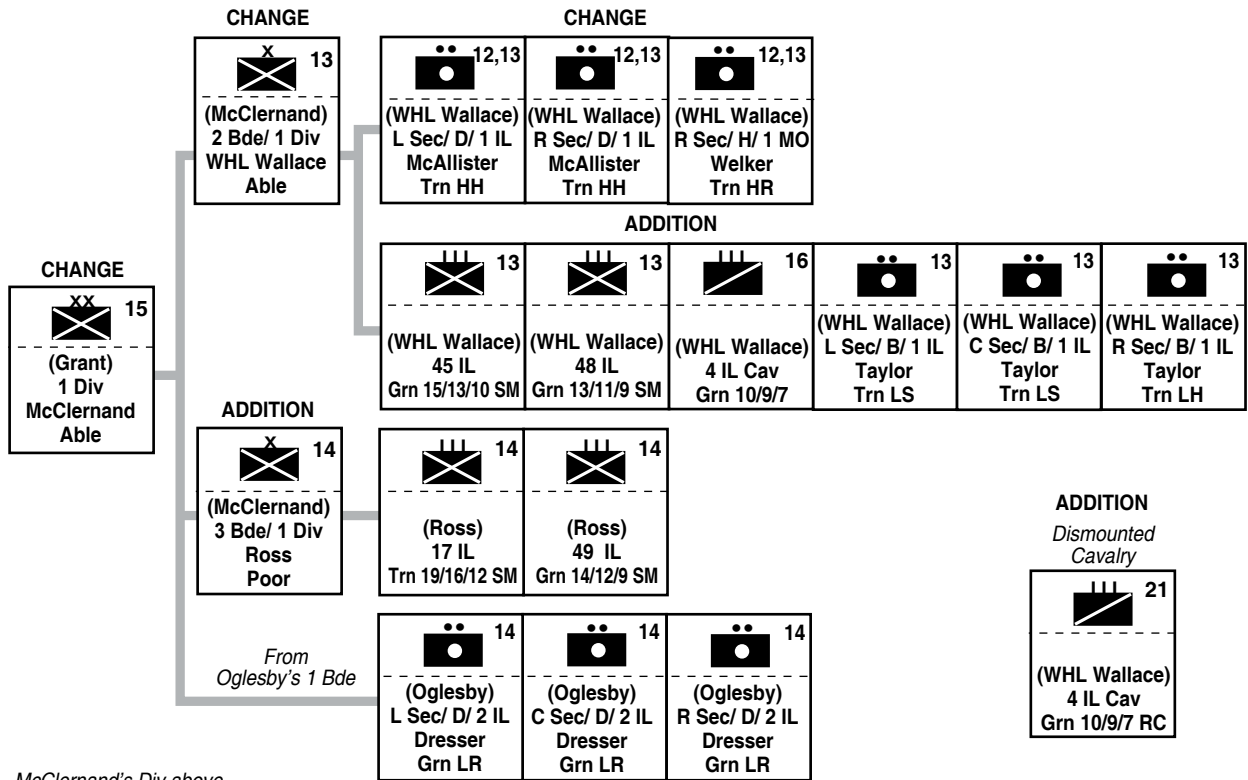 CHANGE
13
(McClernand)
2 Bde/ 1 Div
WHL Wallace
Able
CHANGE
12,13
(WHL Wallace)
L Sec/ D/ 1 IL
McAllister
Trn HH
12,13
(WHL Wallace)
R Sec/ D/ 1 IL
McAllister
Trn HH
12,13
(WHL Wallace)
R Sec/ H/ 1 MO
Welker
Trn HR
ADDITION
13
(WHL Wallace)
45 IL
Grn 15/13/10 SM
13
(WHL Wallace)
48 IL
Grn 13/11/9 SM
16
(WHL Wallace)
4 IL Cav
Grn 10/9/7
13
(WHL Wallace)
L Sec/ B/ 1 IL
Taylor
Trn LS
13
(WHL Wallace)
C Sec/ B/ 1 IL
Taylor
Trn LS
13
(WHL Wallace)
R Sec/ B/ 1 IL
Taylor
Trn LH
CHANGE
15
(Grant)
1 Div
McClernand
Able
ADDITION
14
(McClernand)
3 Bde/ 1 Div
Ross
Poor
14
(Ross)
17 IL
Trn 19/16/12 SM
14
(Ross)
49 IL
Grn 14/12/9 SM
From
Oglesby's 1 Bde
14
(Oglesby)
L Sec/ D/ 2 IL
Dresser
Grn LR
14
(Oglesby)
C Sec/ D/ 2 IL
Dresser
Grn LR
14
(Oglesby)
R Sec/ D/ 2 IL
Dresser
Grn LR
ADDITION
Dismounted
Cavalry
21
(WHL Wallace)
4 IL Cav
Grn 10/9/7 RC
McClernand's Div above